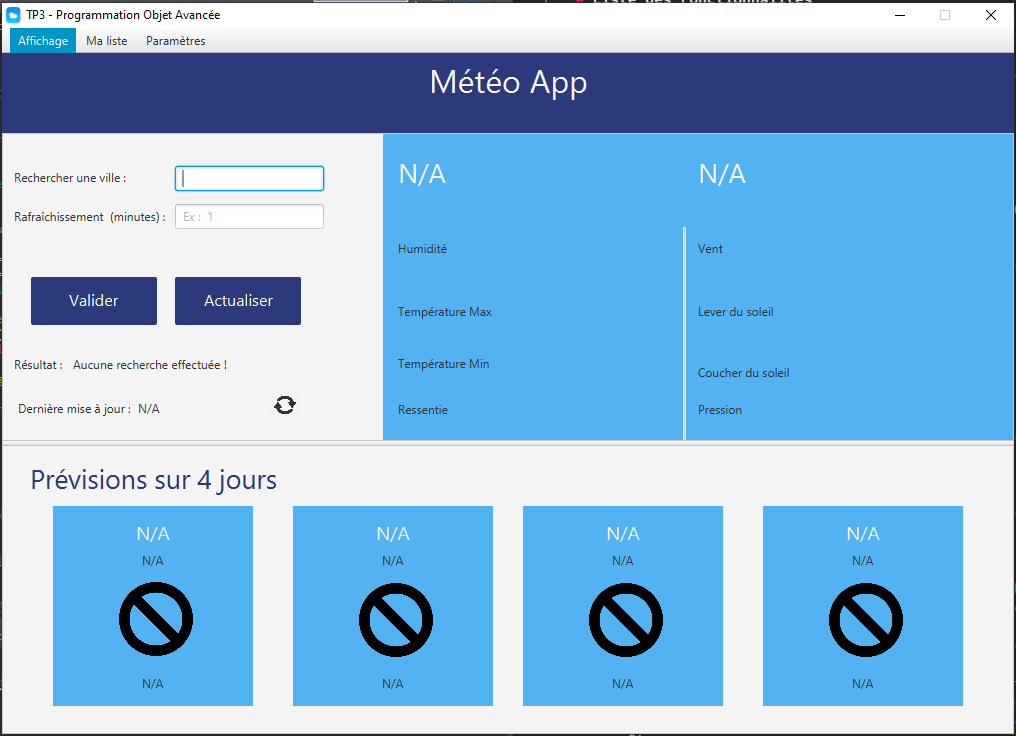 TP3 - Programmation Objet Avancée
Affichage Ma liste Paramètres
Météo App
Rechercher une ville :
Rafraîchissement (minutes) : Ex : 1
Valider Actualiser
Résultat : Aucune recherche effectuée !
Dernière mise à jour : N/A
N/A N/A
Humidité Vent
Température Max Lever du soleil
Température Min Coucher du soleil
Ressentie Pression
Prévisions sur 4 jours
N/A N/A N/A N/A
N/A N/A N/A N/A
N/A N/A N/A N/A